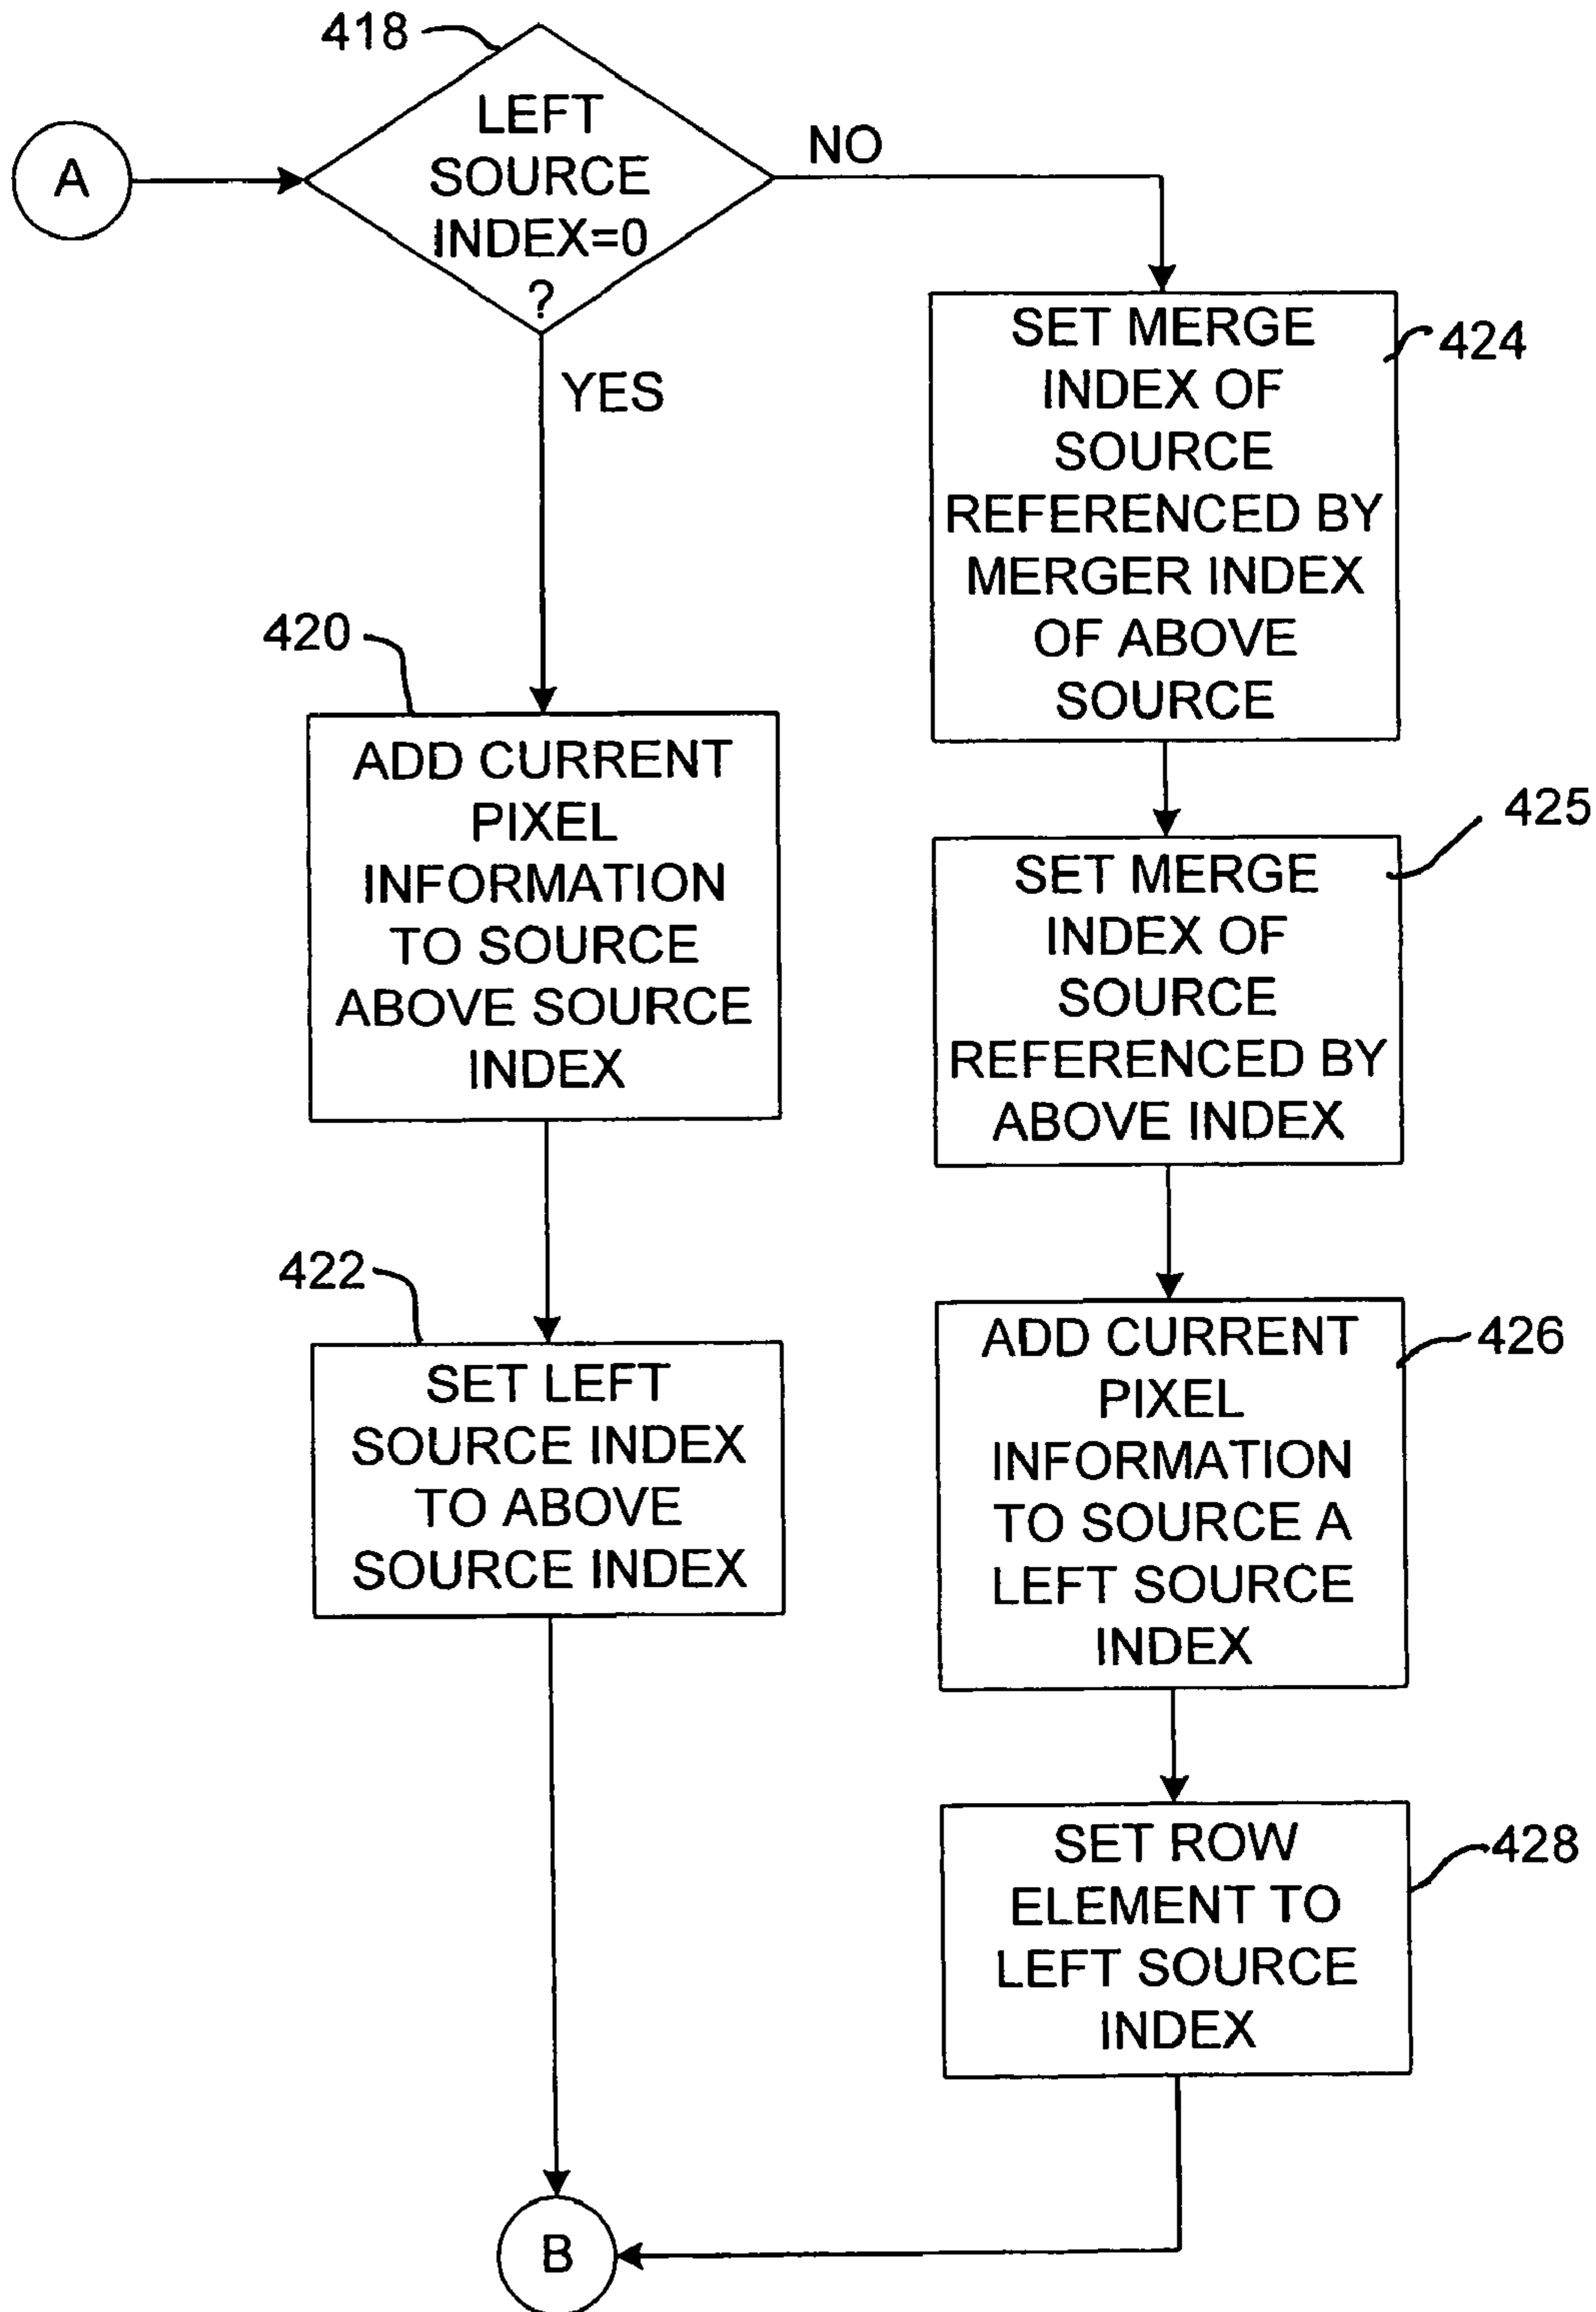 418
A
LEFT
SOURCE
INDEX=0
?
NO
YES
420
ADD CURRENT
PIXEL
INFORMATION
TO SOURCE
ABOVE SOURCE
INDEX
422
SET LEFT
SOURCE INDEX
TO ABOVE
SOURCE INDEX
SET MERGE
INDEX OF
SOURCE
REFERENCED BY
MERGER INDEX
OF ABOVE
SOURCE
424
SET MERGE
INDEX OF
SOURCE
REFERENCED BY
ABOVE INDEX
425
ADD CURRENT
PIXEL
INFORMATION
TO SOURCE A
LEFT SOURCE
INDEX
426
SET ROW
ELEMENT TO
LEFT SOURCE
INDEX
428
B